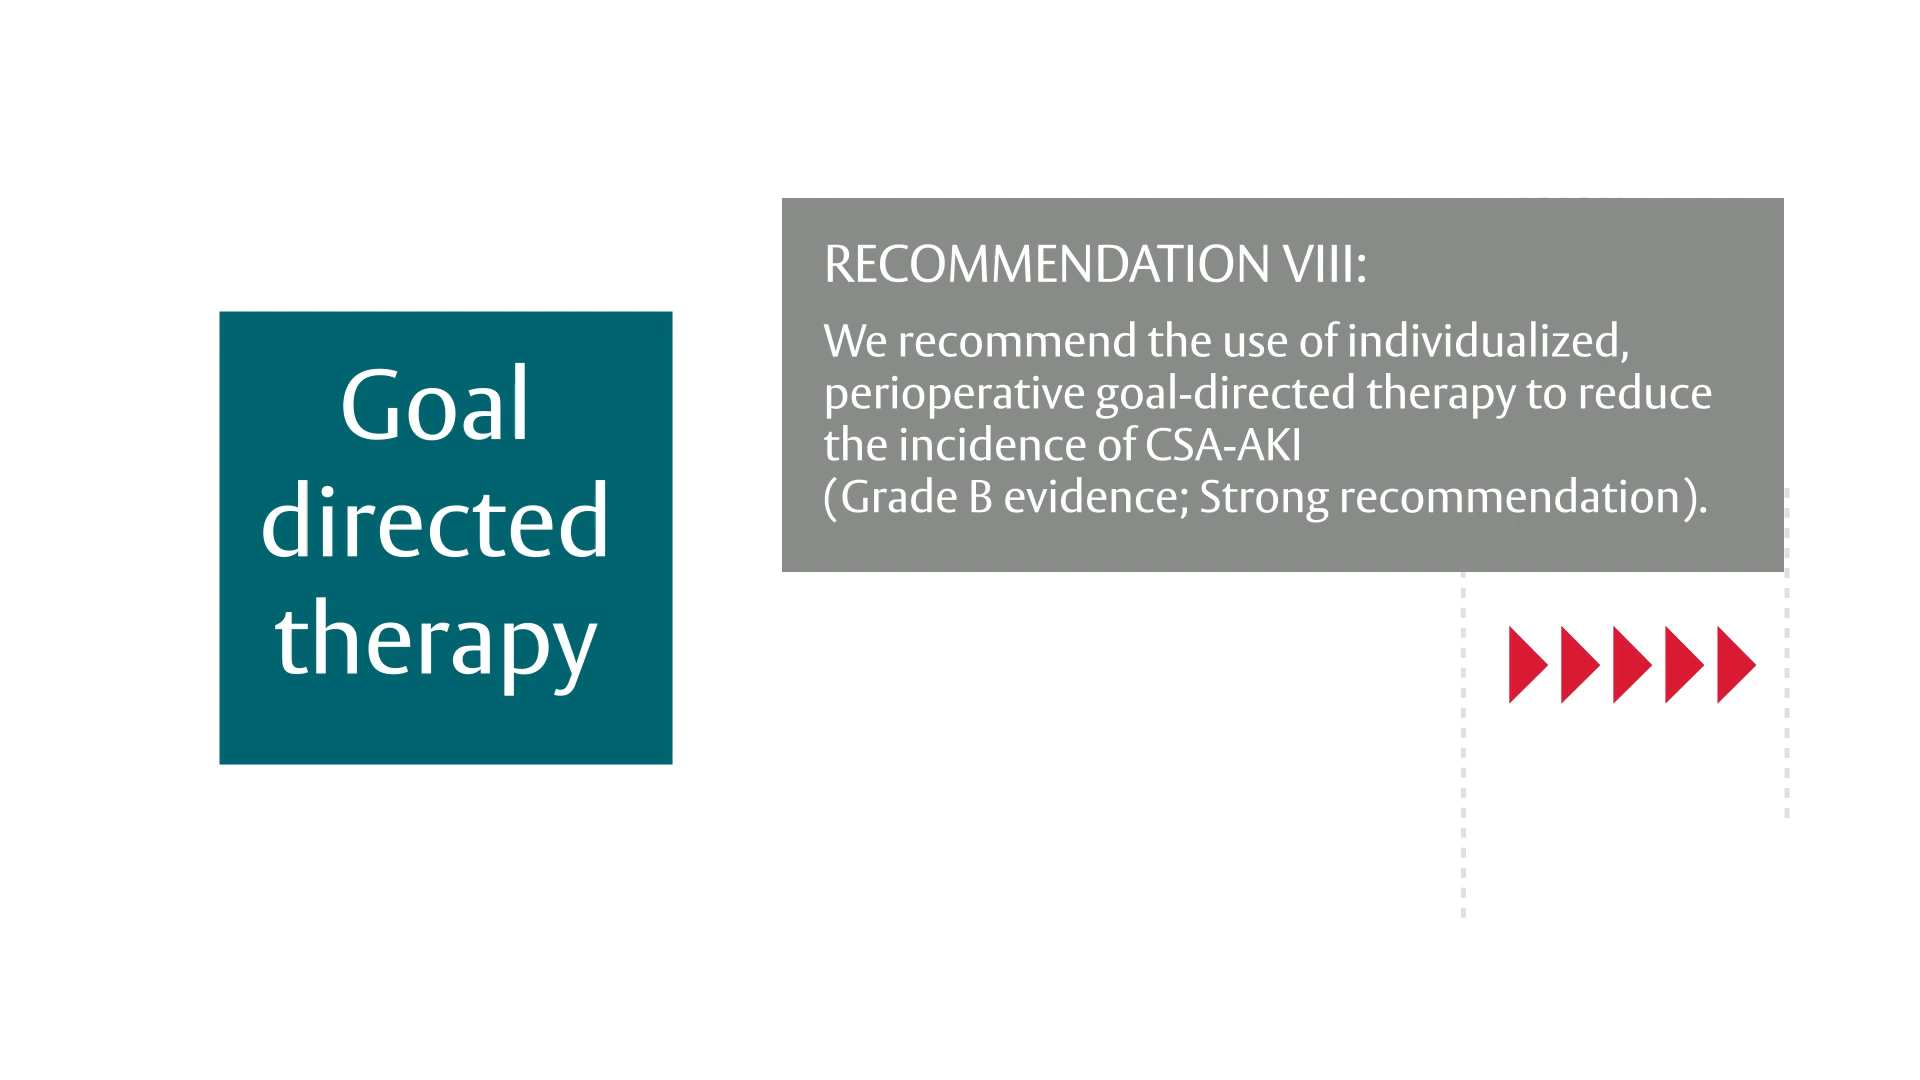 Goal
directed
therapy
RECOMMENDATION VIII:
We recommend the use of individualized,
perioperative goal-directed therapy to reduce
the incidence of CSA-AKI
(Grade B evidence; Strong recommendation).